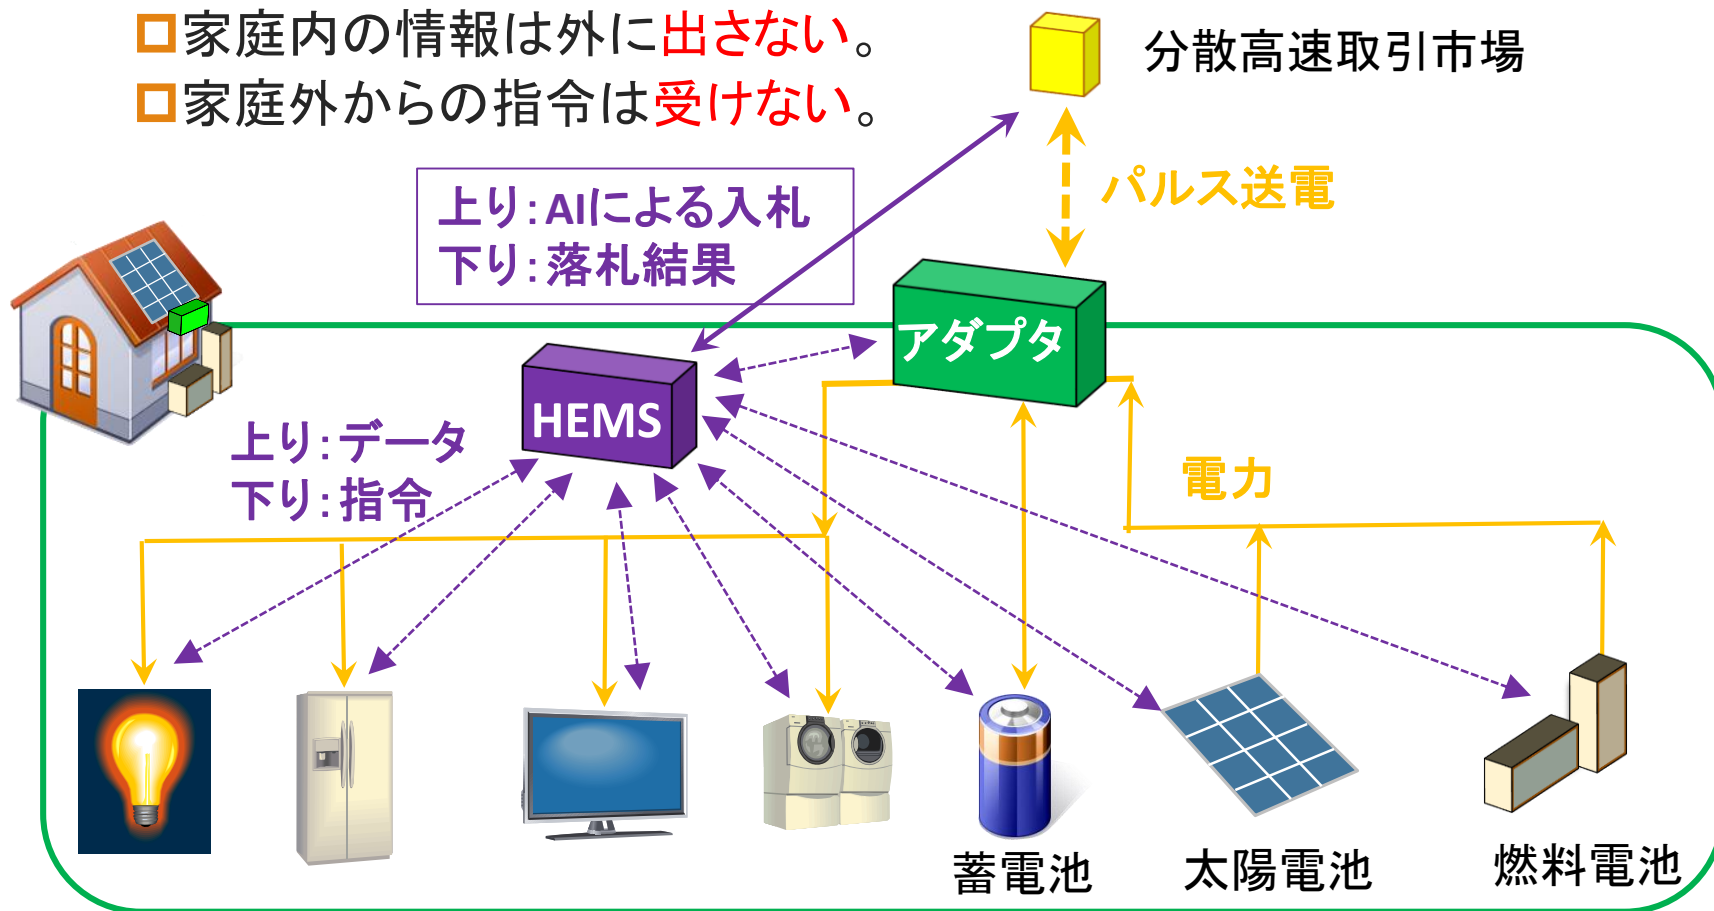 家庭内の情報は外に出さない。
家庭外からの指令は受けない。
分散高速取引市場
パルス送電
上り:AIによる入札
下り:落札結果
アダプタ
HEMS
上り:データ
下り:指令
電力
蓄電池
太陽電池
燃料電池